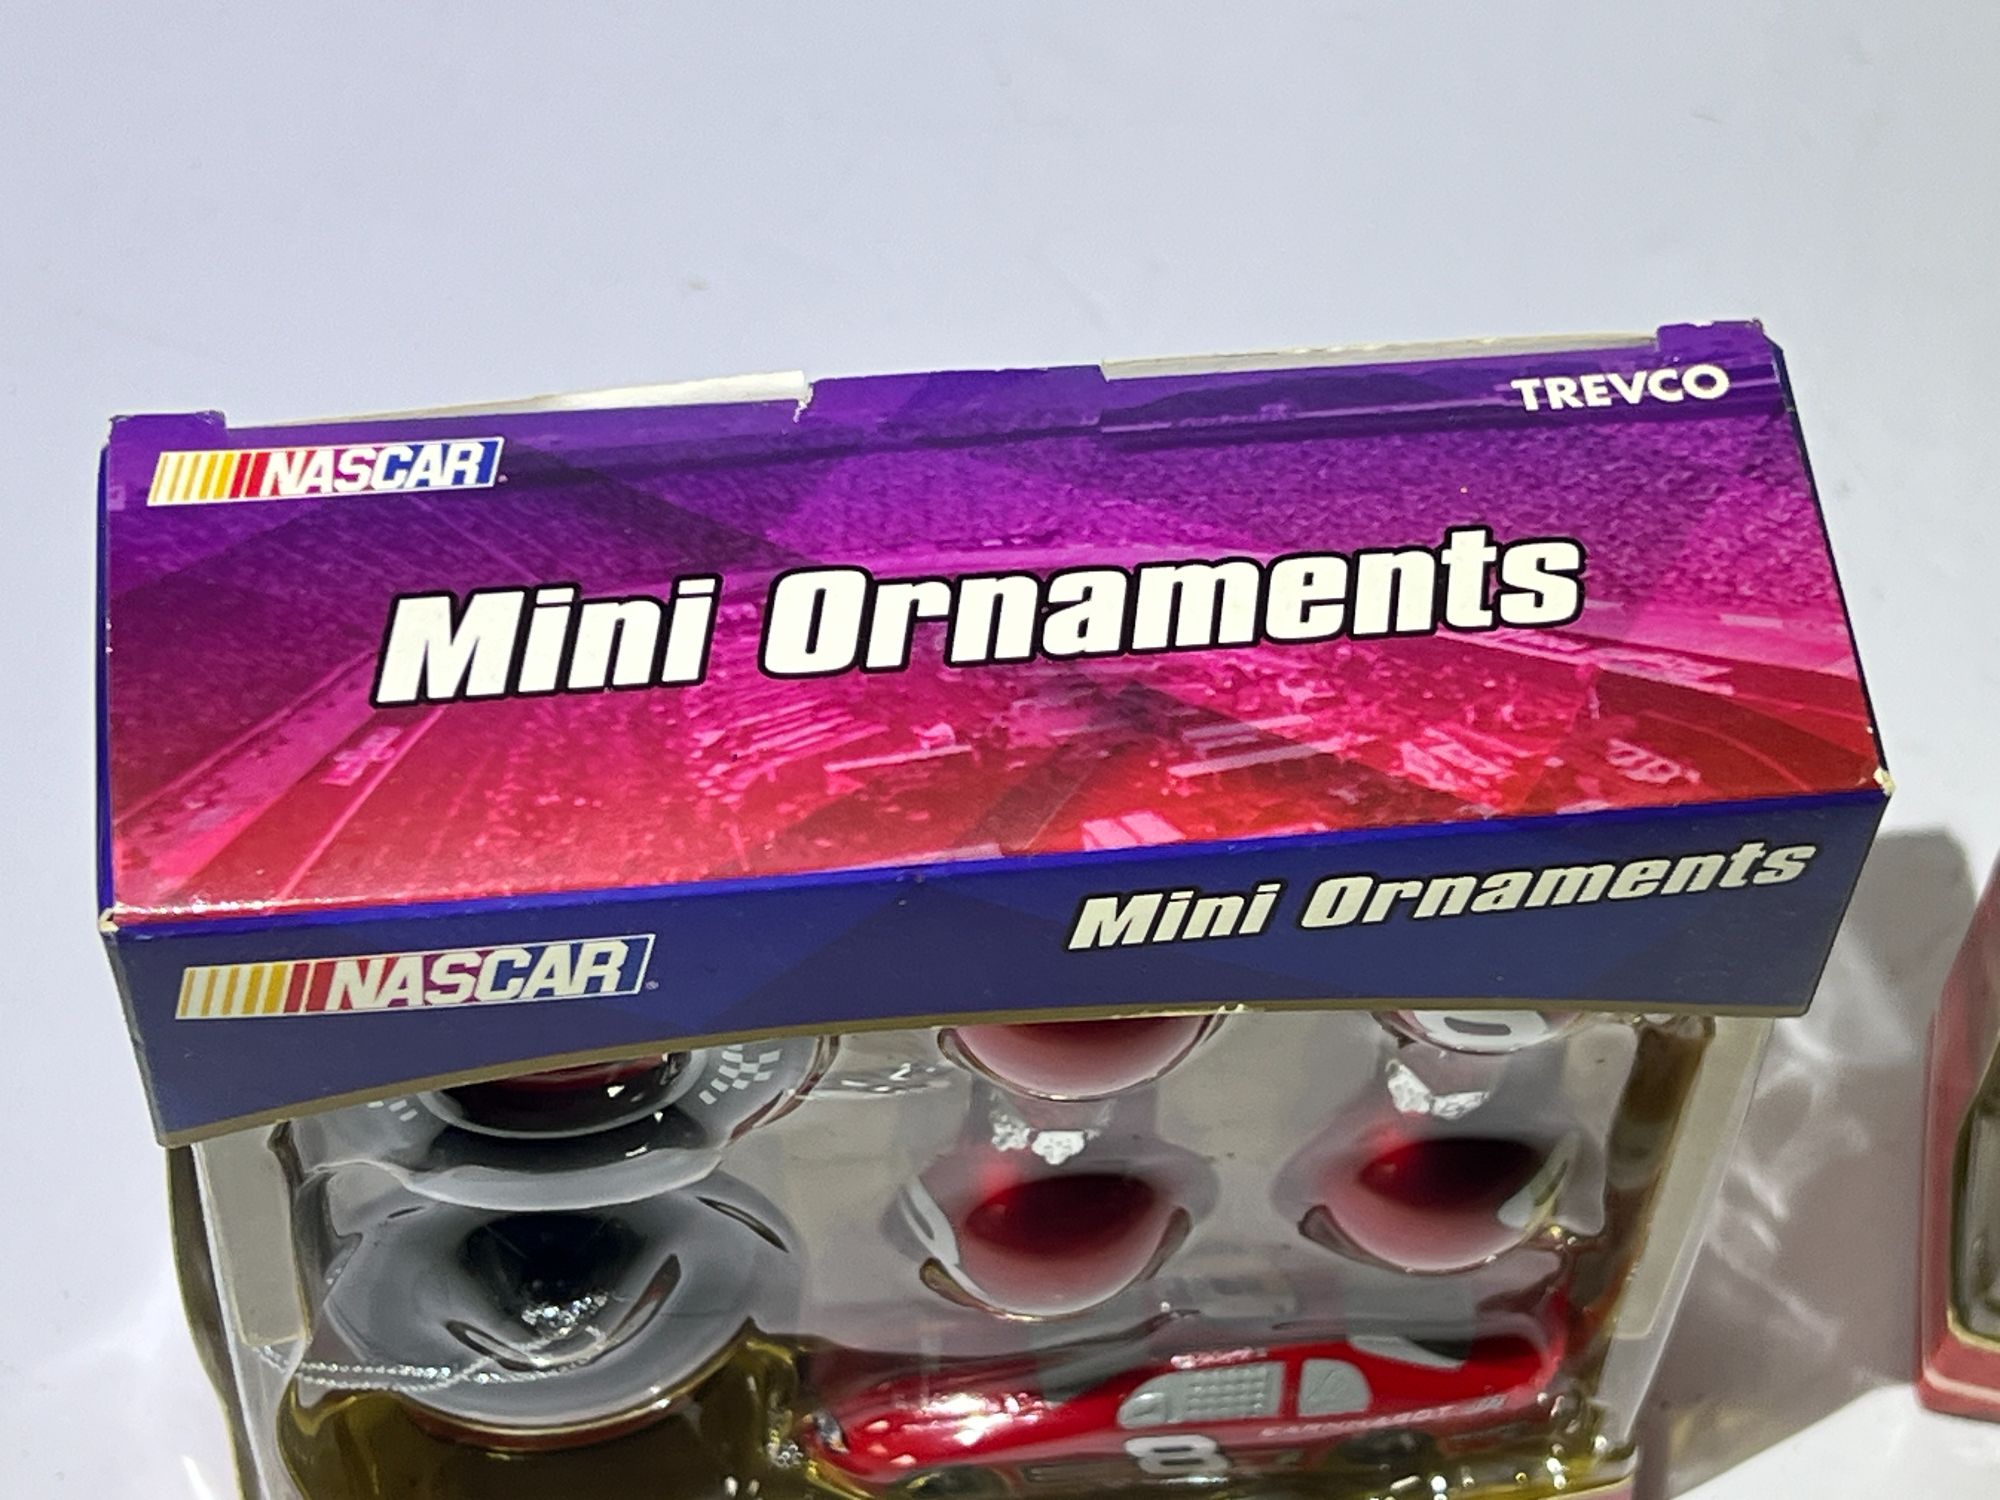 TREVCO
NASCAR
Mini Ornaments
Mini Ornaments
NASCAR
8